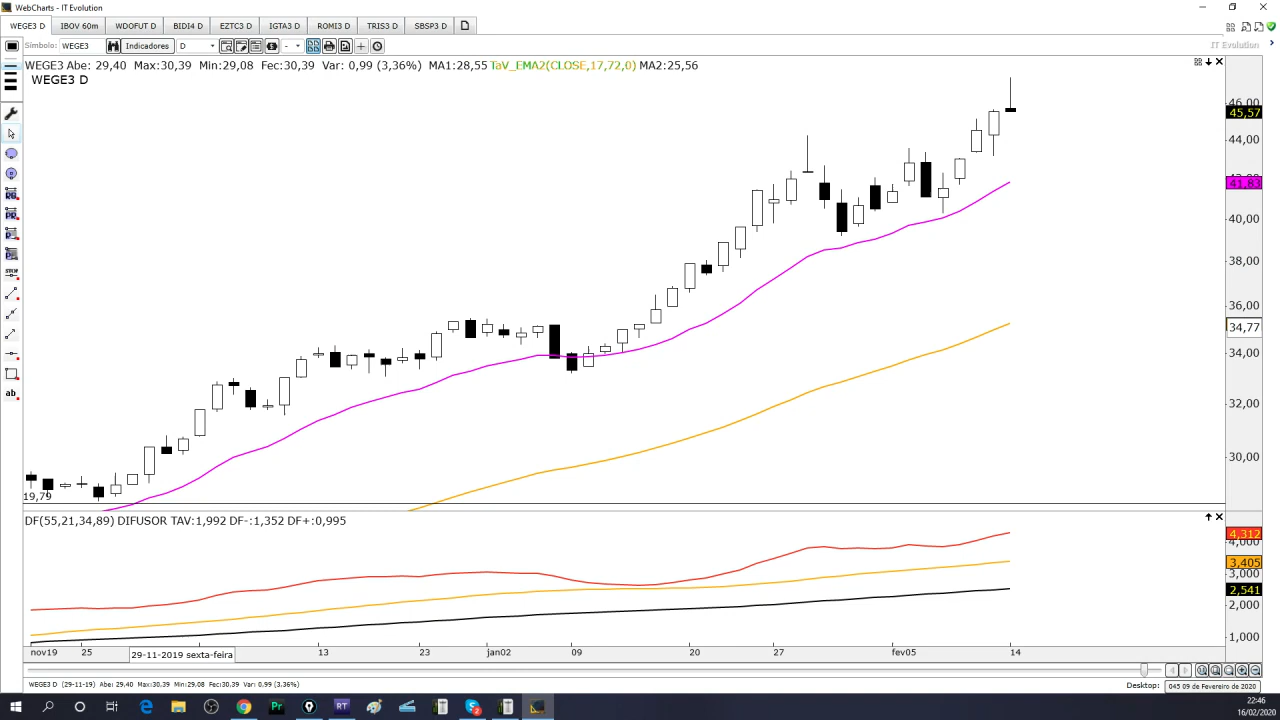 WebCharts - IT Evolution
WEGE3 D IBOV 60m WDOFUT D BIDI4 D EZTC3 D IGTA3 D ROMI3 D TRIS3 D SBSP3 D
Símbolo: WEGE3 Indicadores D -
IT Evolution
WEGE3 Abe: 29,40 Max:30,39 Min:29,08 Fec:30,39 Var: 0,99 (3,36%) MA1:28,55 TaV_EMA2(CLOSE,17,72,0) MA2:25,56
WEGE3 D
46,00
45,57
44,00
42,00
41,83
40,00
38,00
36,00
34,77
34,00
32,00
30,00
19,79
ab
DF(55,21,34,89) DIFUSOR TAV:1,992 DF-:1,352 DF+:0,995
4,312
4,000
3,405
3,000
2,541
2,000
1,000
nov19 25 29-11-2019 sexta-feira 13 23 jan02 09 20 27 fev05 14
WEGE3 D (29-11-19) Abe: 29,40 Max:30,39 Min:29,08 Fec:30,39 Var: 0.99 (3,36%)
Desktop: 045 09 de Fevereiro de 2020
22:46
16/02/2020